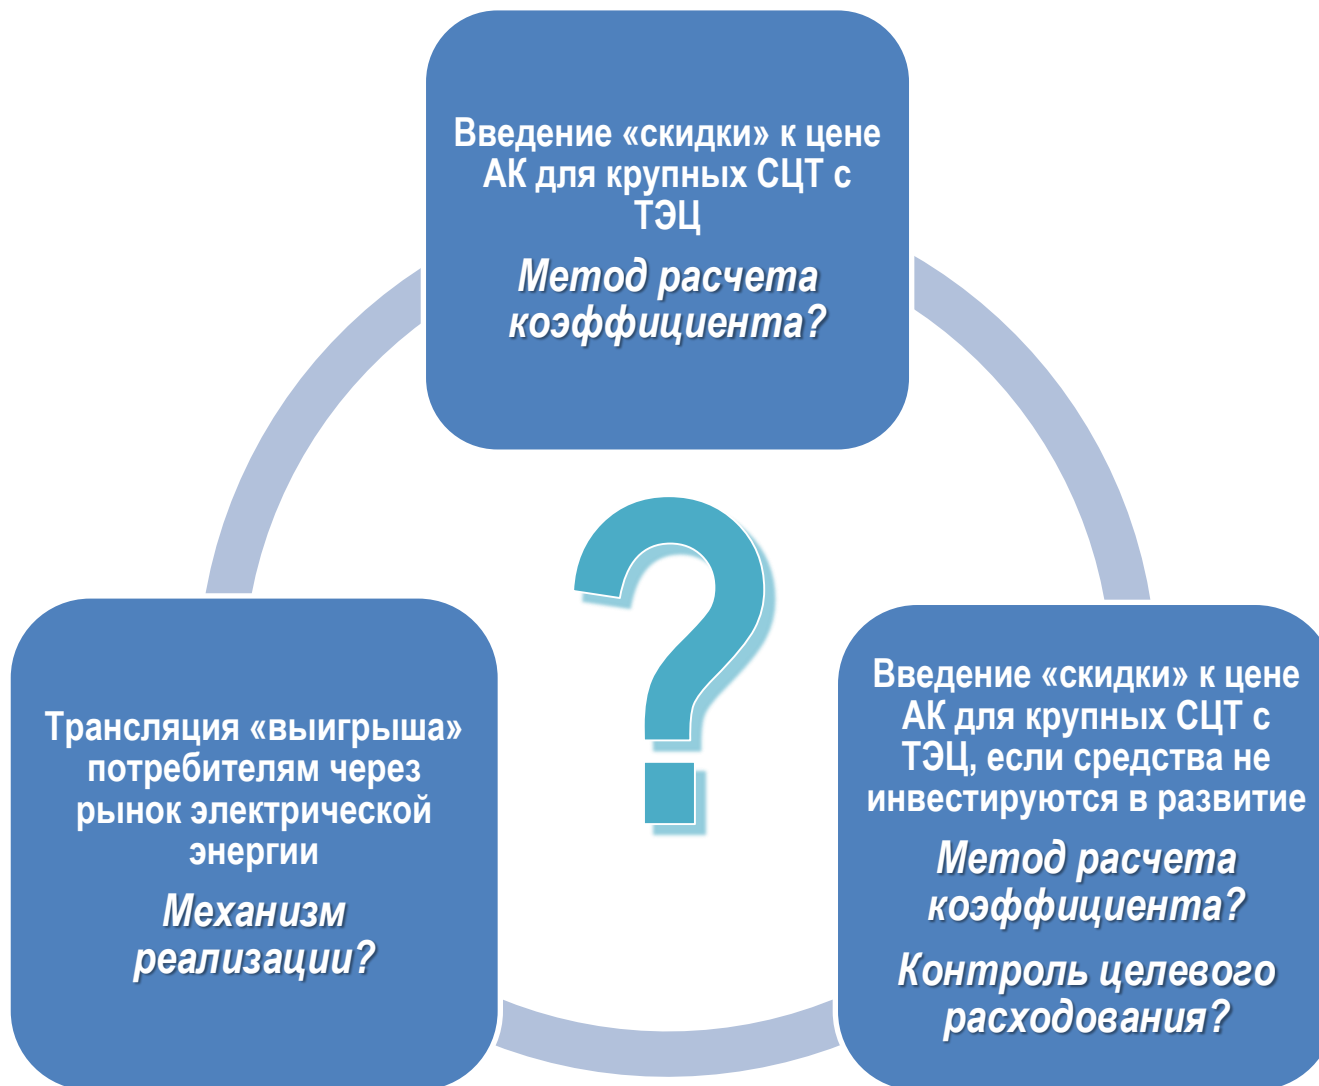 Введение «скидки» к цене
АК для крупных СЦТ с
ТЭЦ
Метод расчета
коэффициента?
?
Трансляция «выигрыша»
потребителям через
рынок электрической
энергии
Механизм
реализации?
Введение «скидки» к цене
АК для крупных СЦТ с
ТЭЦ, если средства не
инвестируются в развитие
Метод расчета
коэффициента?
Контроль целевого
расходования?